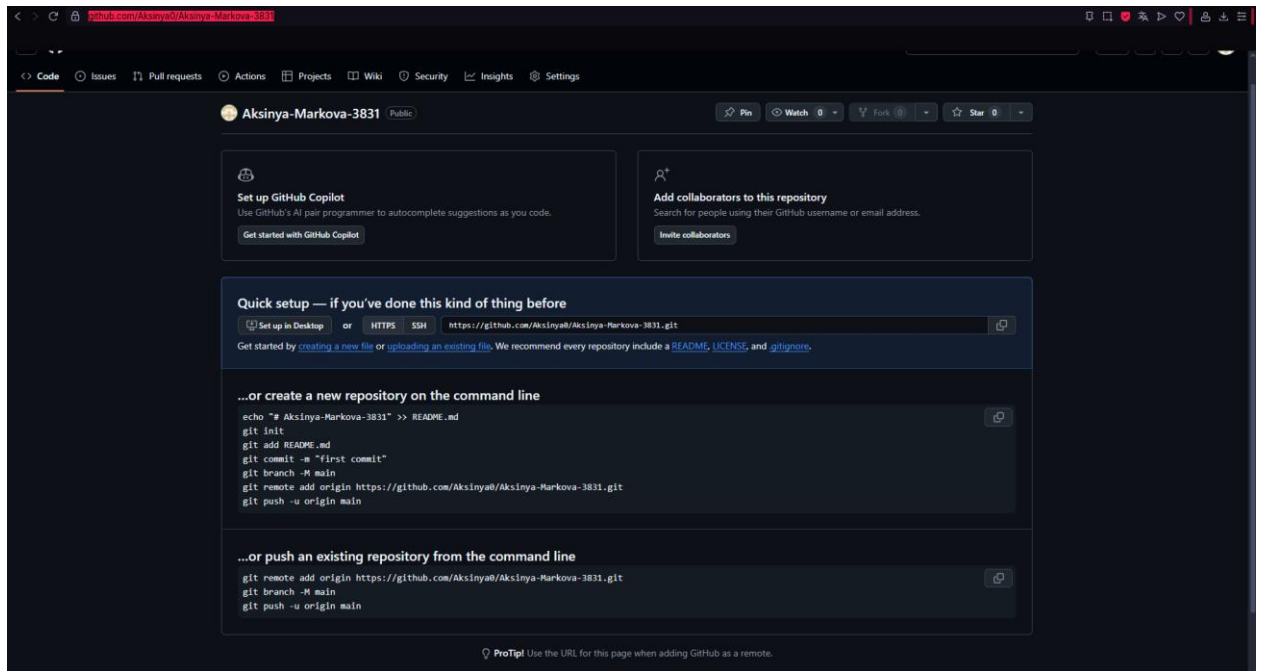 github.com/Aksinya0/Aksinya-Markova-3831
Code Issues Pull requests Actions Projects Wiki Security Insights Settings
Aksinya-Markova-3831 Public Pin Watch 0 Fork 0 Star 0
Set up GitHub Copilot
Use GitHub's AI pair programmer to autocomplete suggestions as you code.
Get started with GitHub Copilot
Add collaborators to this repository
Search for people using their GitHub username or email address.
Invite collaborators
Quick setup — if you've done this kind of thing before
Set up in Desktop or HTTPS SSH https://github.com/Aksinya0/Aksinya-Markova-3831.git
Get started by creating a new file or uploading an existing file. We recommend every repository include a README, LICENSE, and .gitignore.
...or create a new repository on the command line
echo "# Aksinya-Markova-3831" >> README.md
git init
git add README.md
git commit -m "first commit"
git branch -M main
git remote add origin https://github.com/Aksinya0/Aksinya-Markova-3831.git
git push -u origin main
...or push an existing repository from the command line
git remote add origin https://github.com/Aksinya0/Aksinya-Markova-3831.git
git branch -M main
git push -u origin main
ProTip! Use the URL for this page when adding GitHub as a remote.